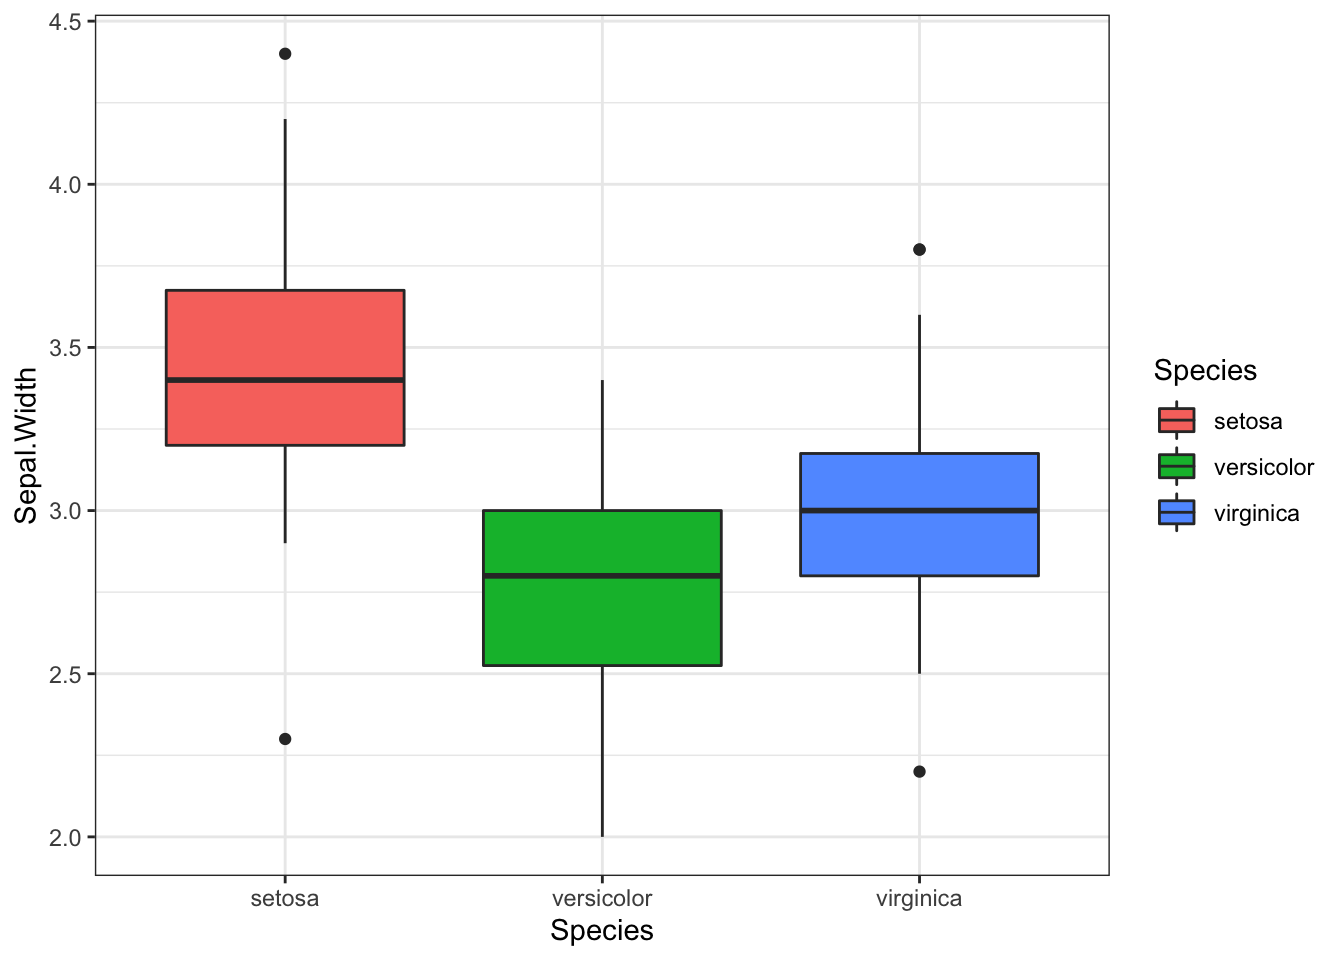 4.5
4.0
3.5
3.0
2.5
2.0
Sepal.Width
setosa versicolor virginica
Species
Species
setosa
versicolor
virginica